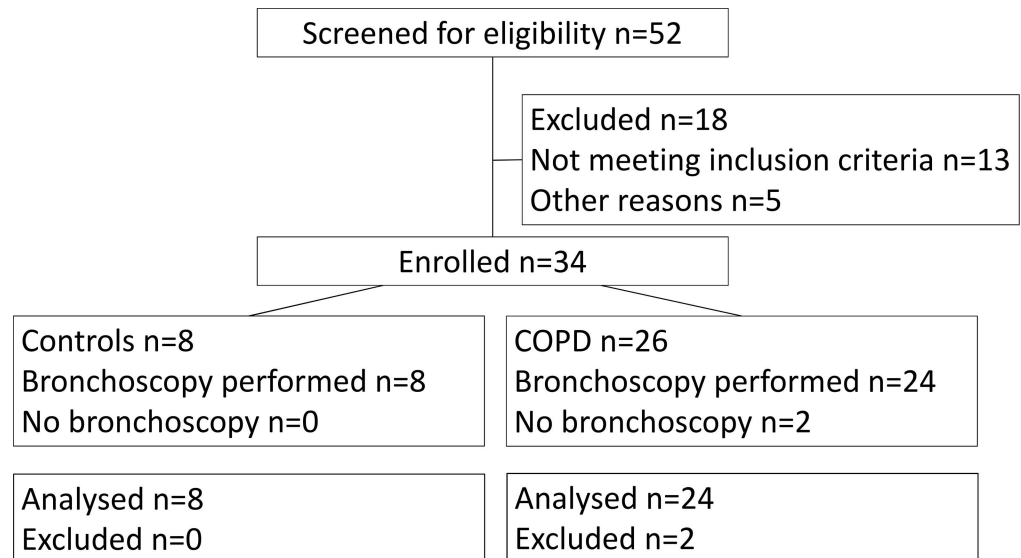 Screened for eligibility n=52
Excluded n=18
Not meeting inclusion criteria n=13
Other reasons n=5
Enrolled n=34
Controls n=8
Bronchoscopy performed n=8
No bronchoscopy n=0
COPD n=26
Bronchoscopy performed n=24
No bronchoscopy n=2
Analysed n=8
Excluded n=0
Analysed n=24
Excluded n=2